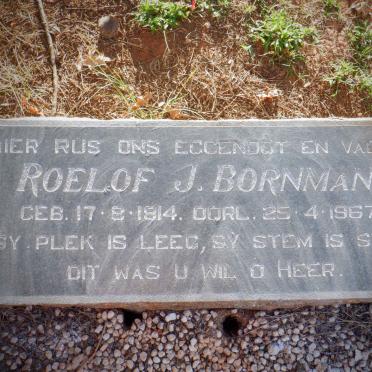 HIER RUS ONS EGGENOOT EN VA
ROELOF J. BORNMAN
GEB. 17·8·1914. OORL. 25·4·1967
SY PLEK IS LEEG, SY STEM IS S
DIT WAS U WIL O HEER.